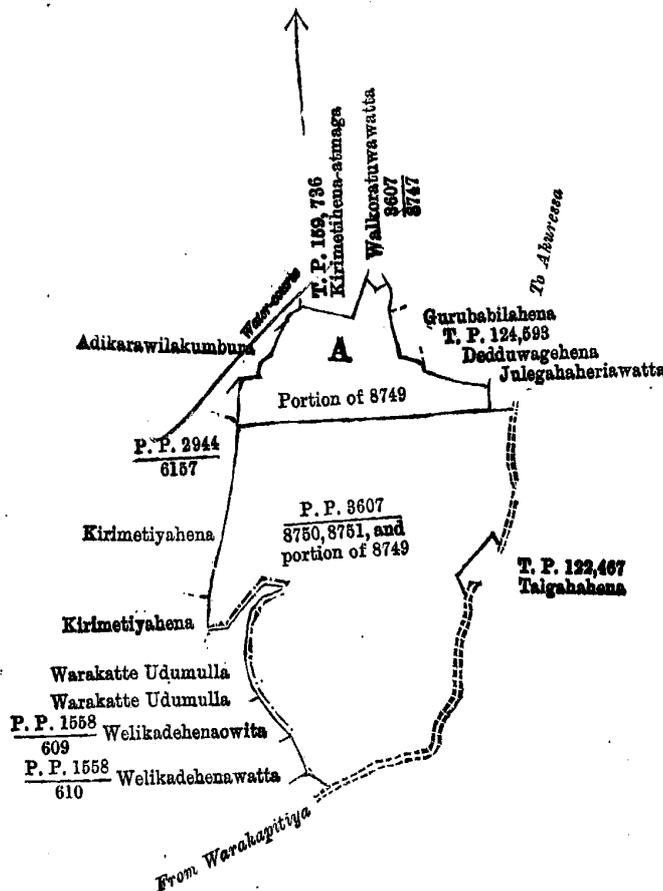 T. P. 159, 736
Kirimetihena-atmaga
Walkoratuwawatta
3607
8747
To Akuressa
Water-course
Adikarawilakumbura
A
Gurubabilahena
T. P. 124,593
Dedduwagehena
Julegahaheriawatta
Portion of 8749
P. P. 2944
6157
Kirimetiyahena
P. P. 3607
8750, 8751, and
portion of 8749
T. P. 122,467
Talgahahena
Kirimetiyahena
Warakatte Udumulla
Warakatte Udumulla
P. P. 1558
609
Welikadehenaowita
P. P. 1558
610
Welikadehenawatta
From Warakapitiya